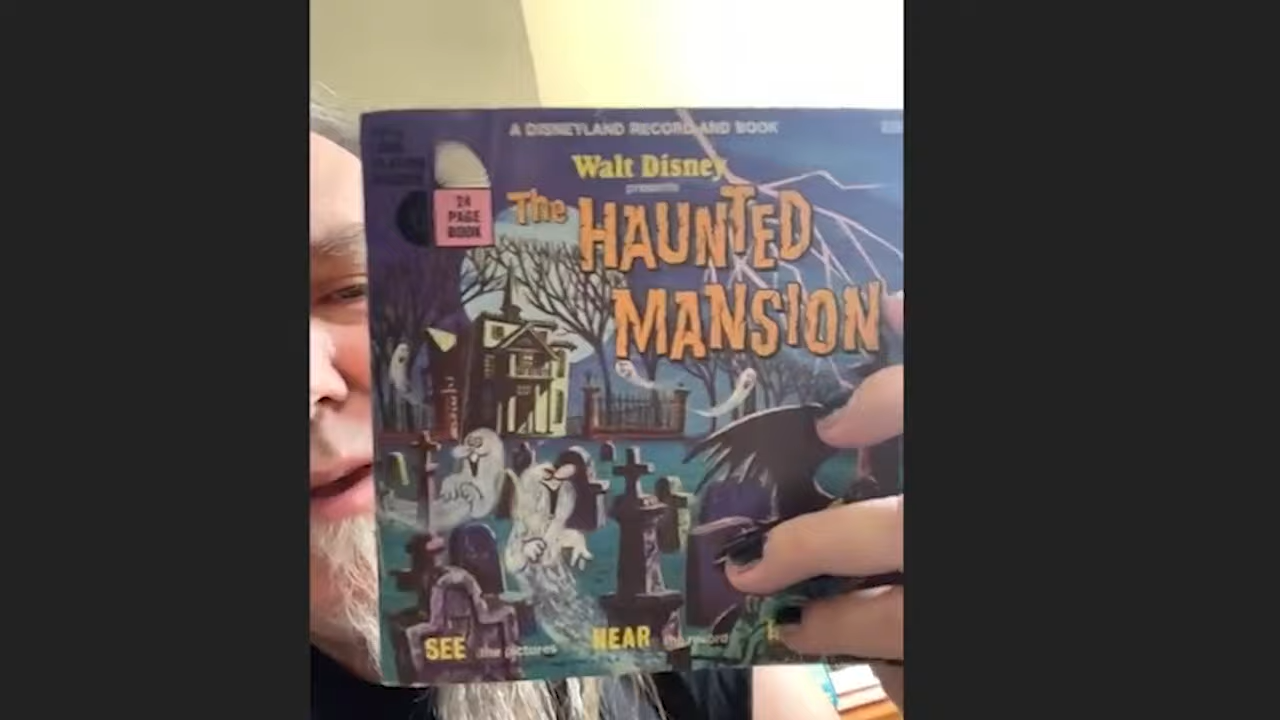 A DISNEYLAND RECORD AND BOOK
Walt Disney
presents
The HAUNTED
MANSION
24
PAGE
BOOK
SEE the pictures HEAR the record